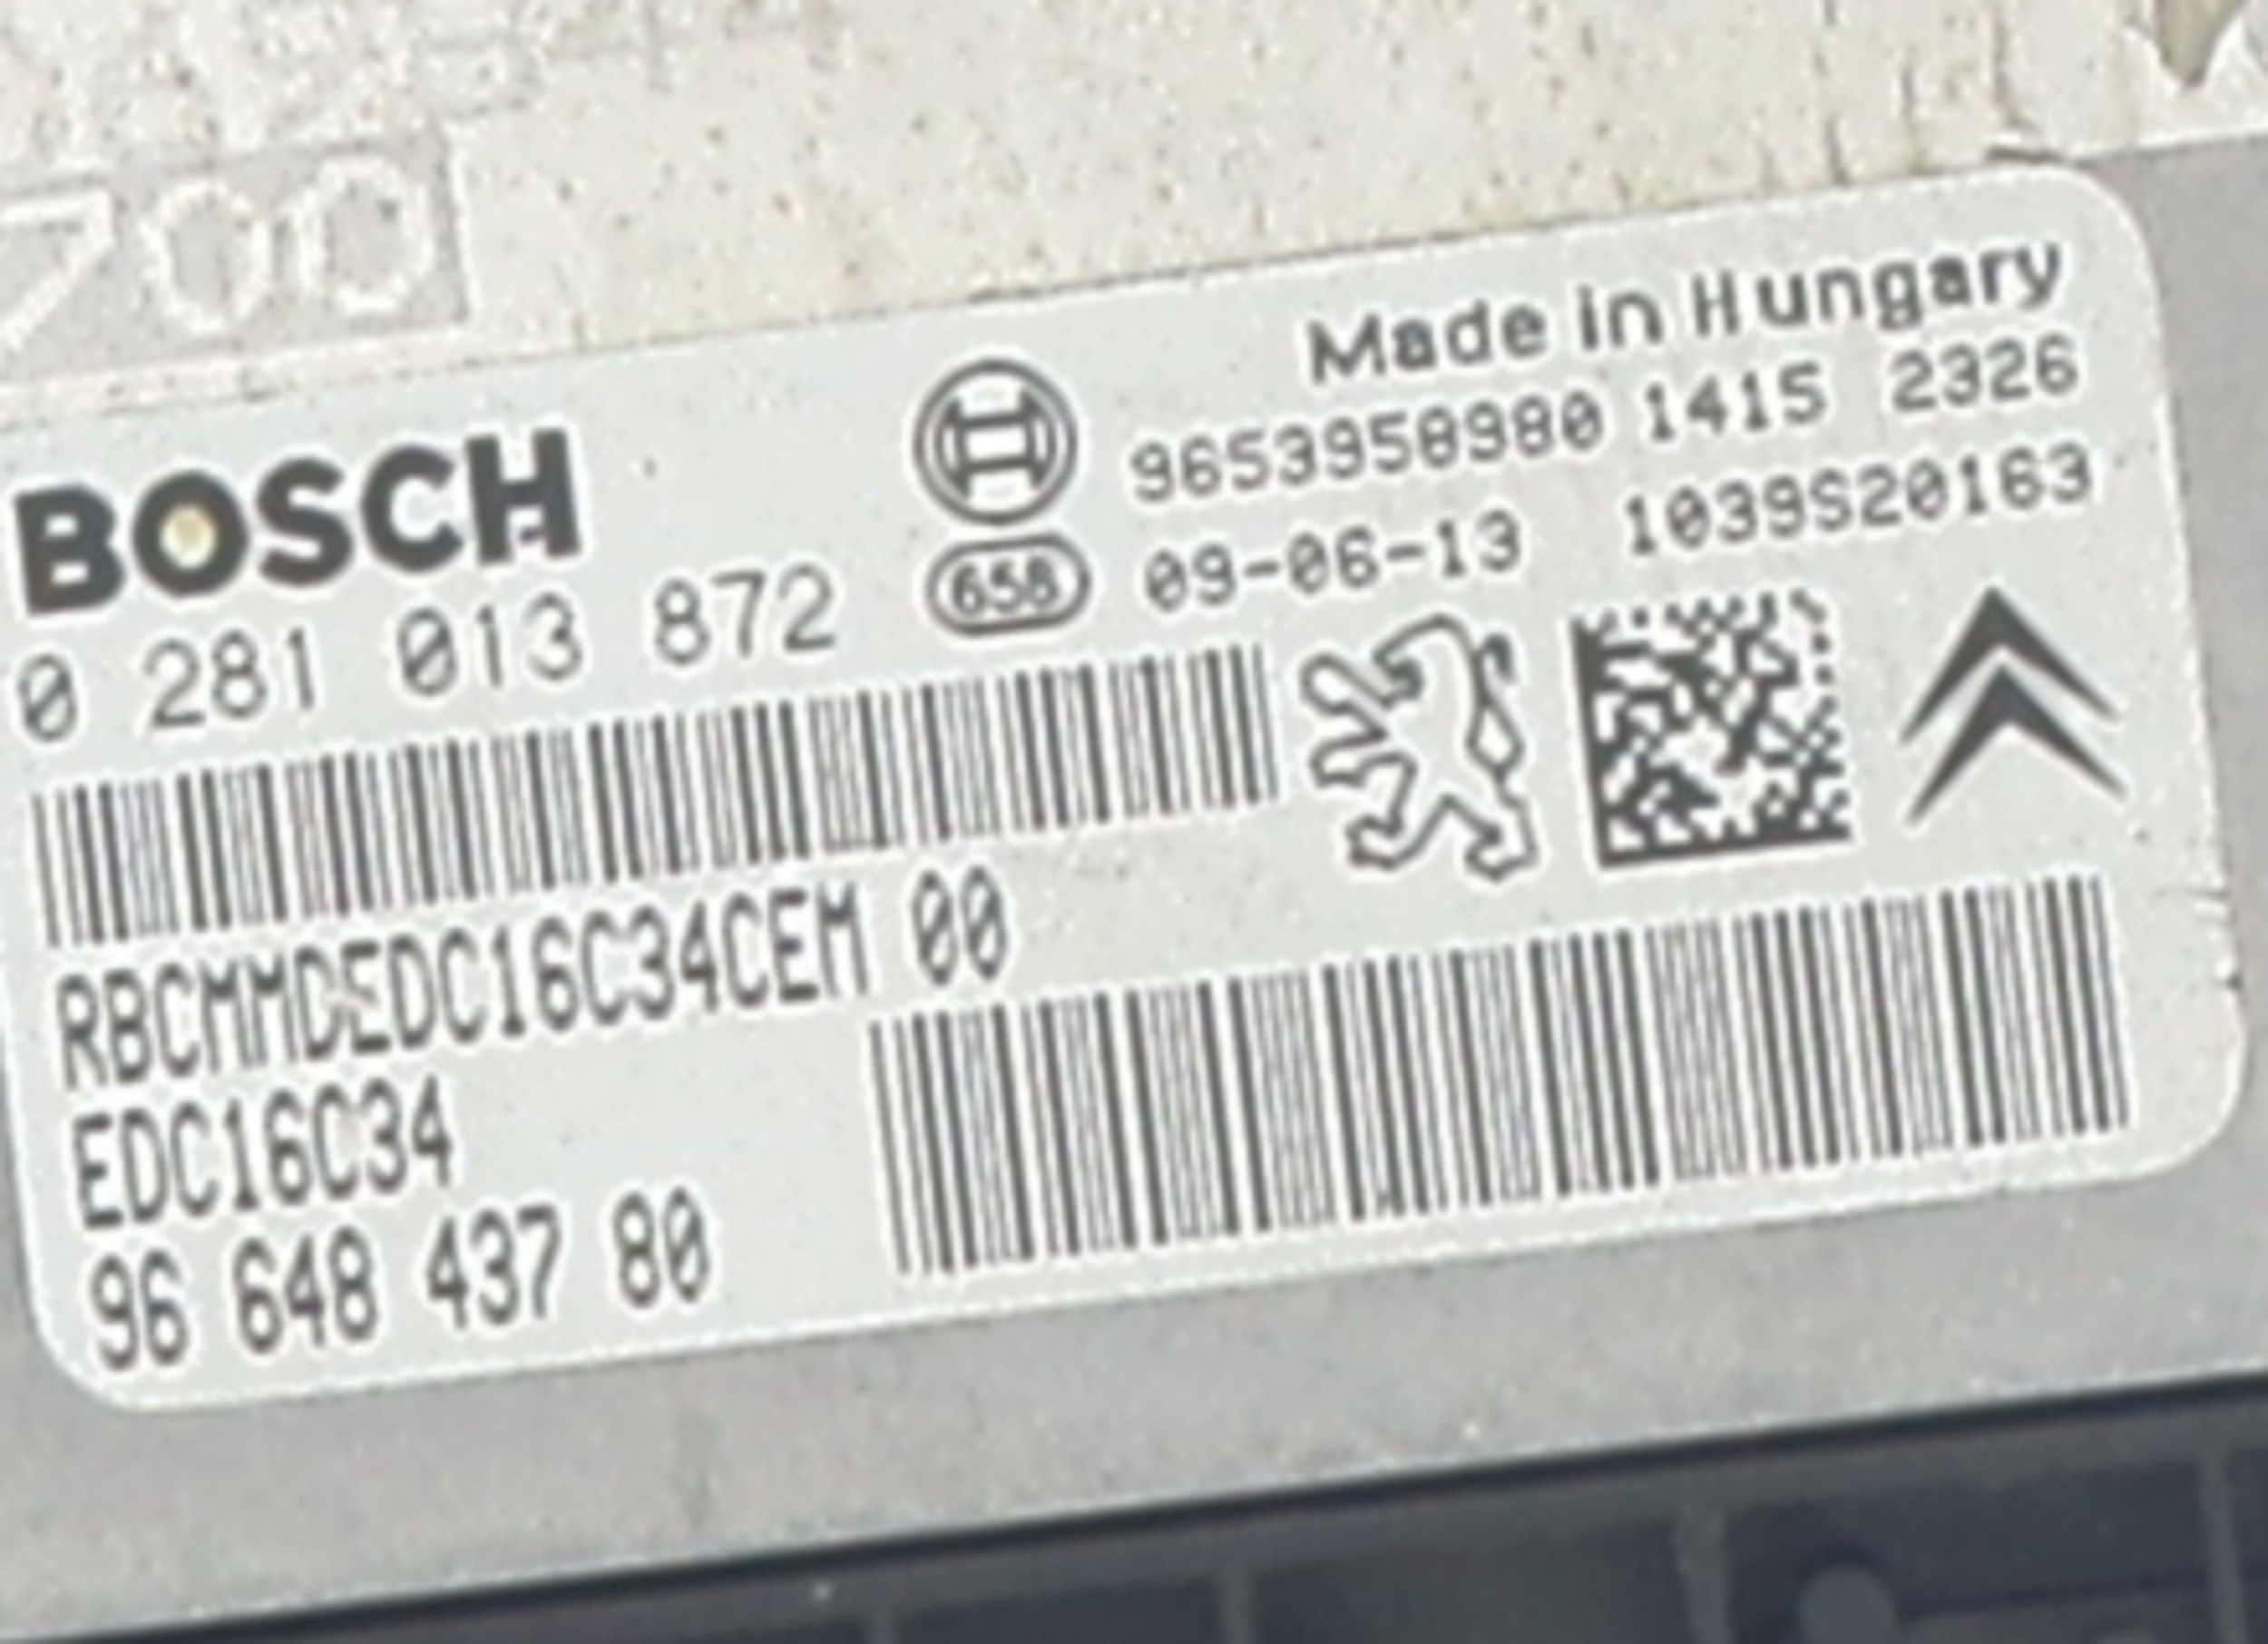 700
Made in Hungary
BOSCH
9653958980 1415 2326
0 281 013 872
658
09-06-13 1039S20163
RBCMMDEDC16C34CEM 00
EDC16C34
96 648 437 80